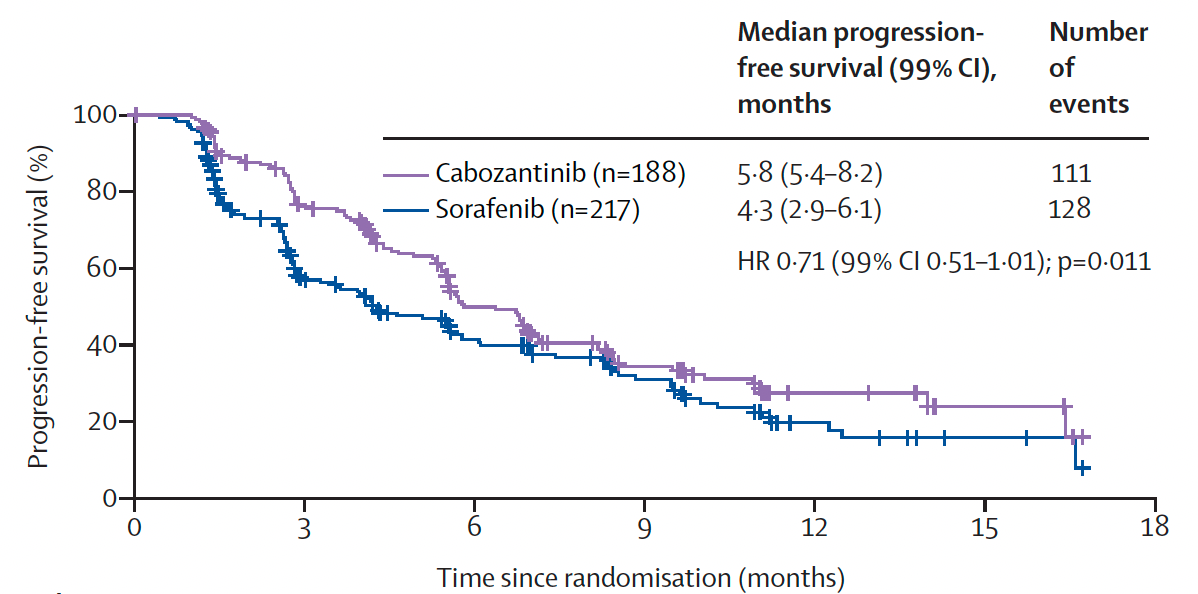 Median progression-
free survival (99% CI),
months
Number
of
events
Cabozantinib (n=188) 5·8 (5·4–8·2) 111
Sorafenib (n=217) 4·3 (2·9–6·1) 128
HR 0·71 (99% CI 0·51–1·01); p=0·011
Progression-free survival (%)
100
80
60
40
20
0
0 3 6 9 12 15 18
Time since randomisation (months)